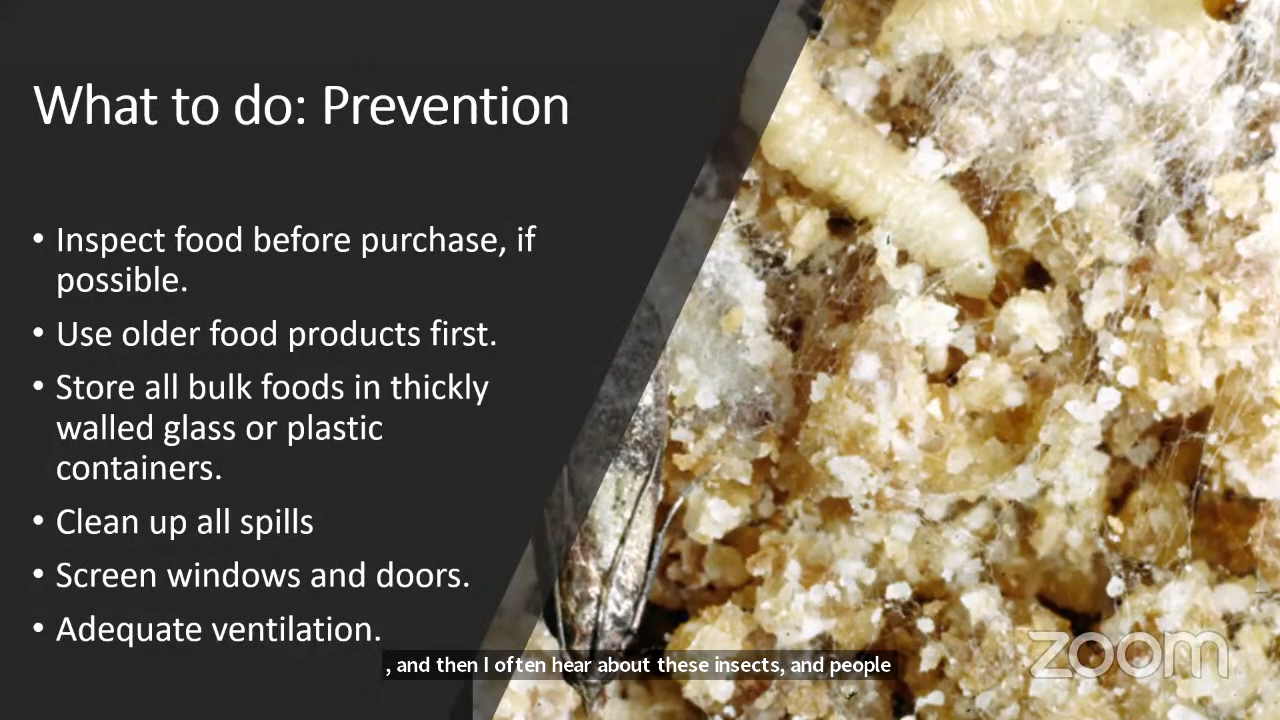 What to do: Prevention
• Inspect food before purchase, if
possible.
• Use older food products first.
• Store all bulk foods in thickly
walled glass or plastic
containers.
• Clean up all spills
• Screen windows and doors.
• Adequate ventilation.
, and then I often hear about these insects, and people
zoom